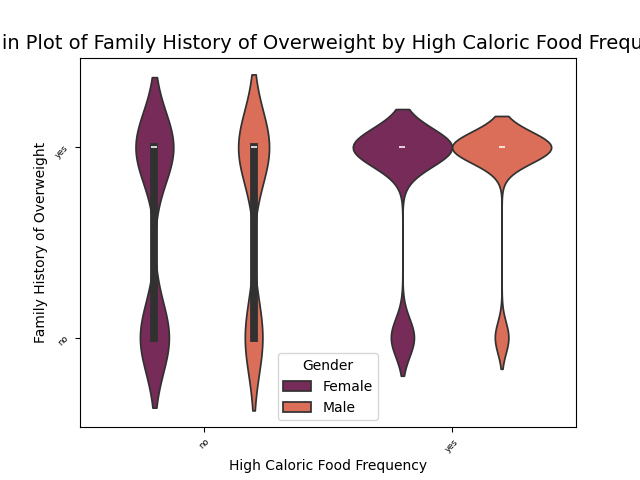 in Plot of Family History of Overweight by High Caloric Food Frequ
Family History of Overweight
yes
no
Gender
Female
Male
no
yes
High Caloric Food Frequency